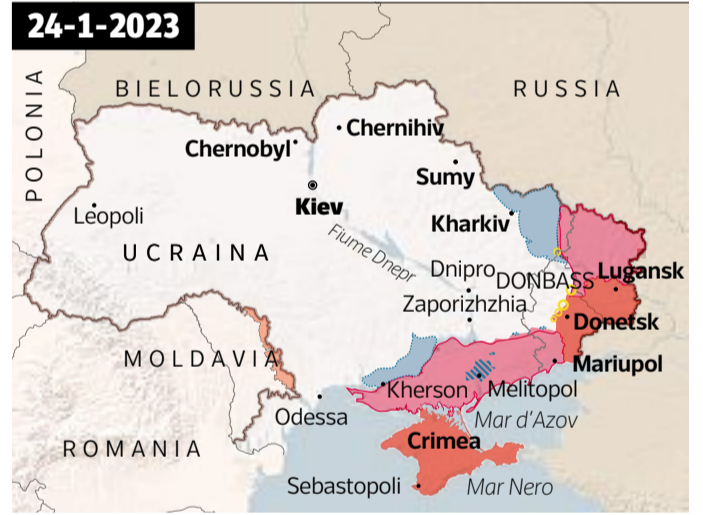 24-1-2023
BIELORUSSIA
RUSSIA
POLONIA
Chernihiv
Chernobyl
Sumy
Kiev
Leopoli
Kharkiv
UCRAINA
Fiume Dnepr
Dnipro
DONBASS
Lugansk
Zaporizhzhia
Donetsk
MOLDAVIA
Mariupol
Kherson
Melitopol
Odessa
Mar d'Azov
Crimea
ROMANIA
Sebastopoli
Mar Nero